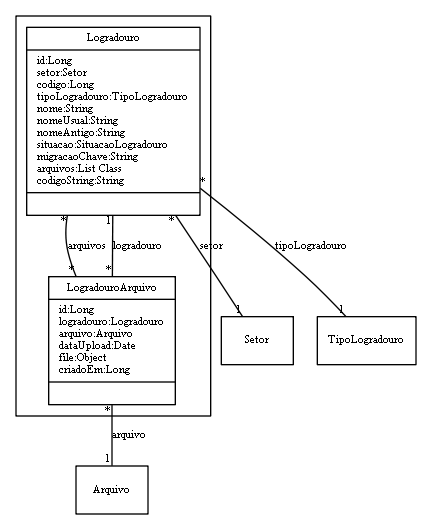 Logradouro
id:Long
setor:Setor
codigo:Long
tipoLogradouro:TipoLogradouro
nome:String
nomeUsual:String
nomeAntigo:String
situacao:SituacaoLogradouro
migracaoChave:String
arquivos:List Class
codigoString:String
*
* 1 *
arquivos logradouro setor tipoLogradouro
* *
LogradouroArquivo
id:Long
logradouro:Logradouro
arquivo:Arquivo
dataUpload:Date
file:Object
criadoEm:Long
1 1
Setor TipoLogradouro
*
arquivo
1
Arquivo